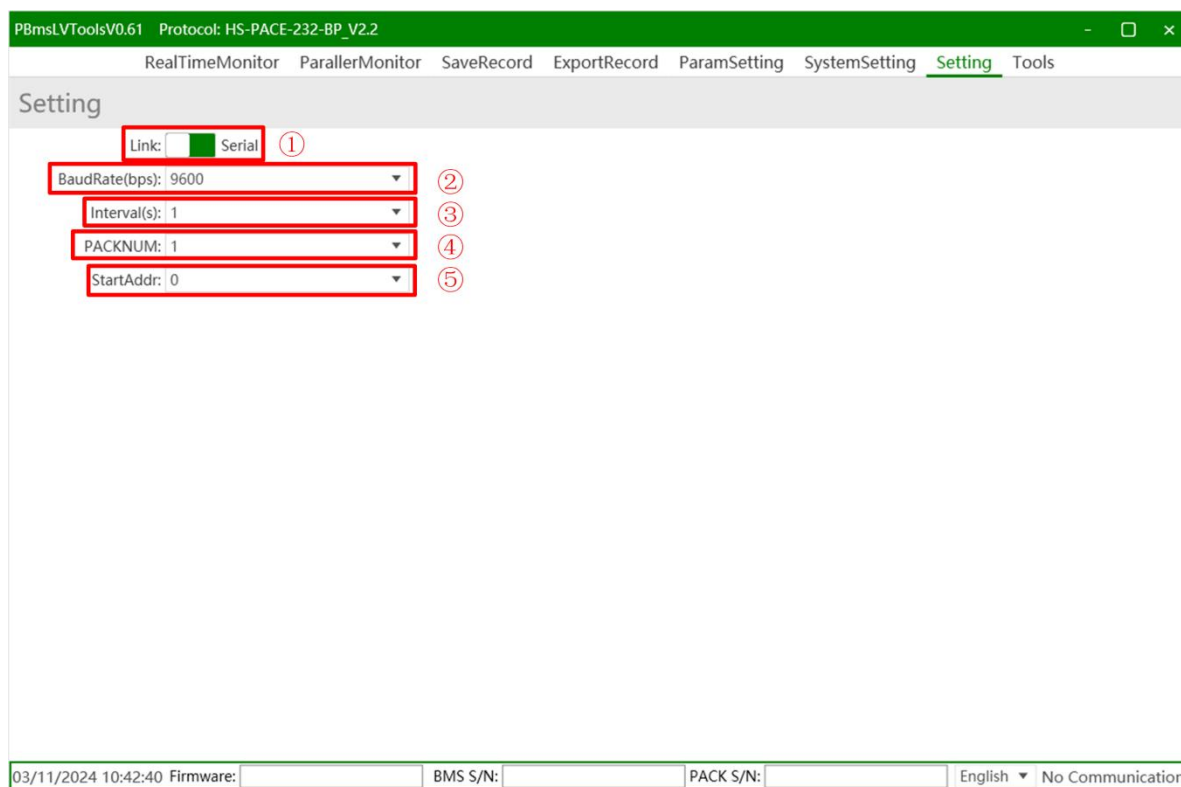 PBmsLVToolsV0.61 Protocol: HS-PACE-232-BP_V2.2
RealTimeMonitor ParallerMonitor SaveRecord ExportRecord ParamSetting SystemSetting Setting Tools
Setting
Link: Serial ①
BaudRate(bps): 9600 ②
Interval(s): 1 ③
PACKNUM: 1 ④
StartAddr: 0 ⑤
03/11/2024 10:42:40 Firmware: BMS S/N: PACK S/N: English No Communication